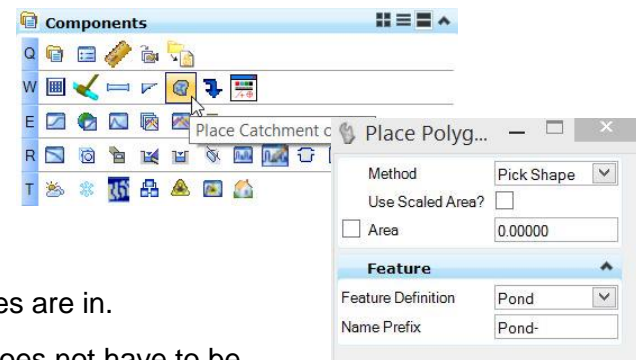 Components
Q
W
E
Place Catchment
Place Polyg...
R
Method Pick Shape
T
Use Scaled Area?
Area 0.00000
Feature
es are in.
Feature Definition Pond
Name Prefix Pond-
oes not have to be